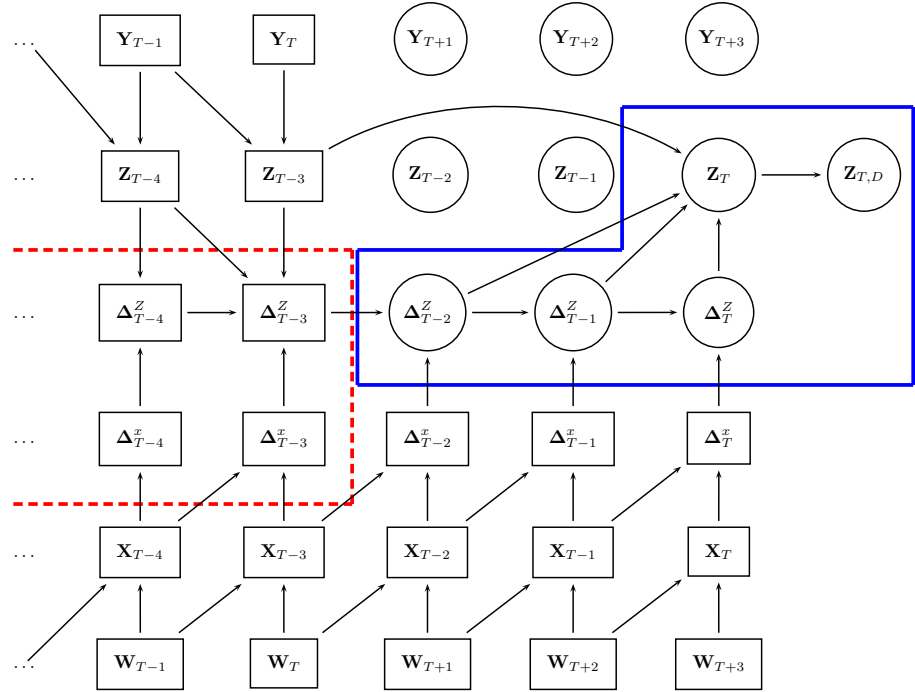 … Y_{T−1} Y_T Y_{T+1} Y_{T+2} Y_{T+3}
… Z_{T−4} Z_{T−3} Z_{T−2} Z_{T−1} Z_T Z_{T,D}
… Δ^Z_{T−4} Δ^Z_{T−3} Δ^Z_{T−2} Δ^Z_{T−1} Δ^Z_T
… Δ^x_{T−4} Δ^x_{T−3} Δ^x_{T−2} Δ^x_{T−1} Δ^x_T
… X_{T−4} X_{T−3} X_{T−2} X_{T−1} X_T
… W_{T−1} W_T W_{T+1} W_{T+2} W_{T+3}